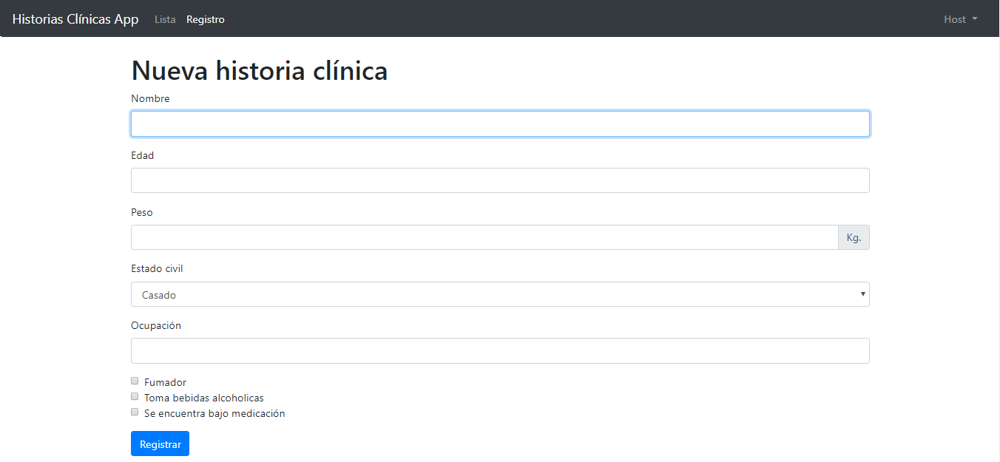 Historias Clínicas App Lista Registro Host
Nueva historia clínica
Nombre
Edad
Peso
Kg.
Estado civil
Casado
Ocupación
Fumador
Toma bebidas alcoholicas
Se encuentra bajo medicación
Registrar